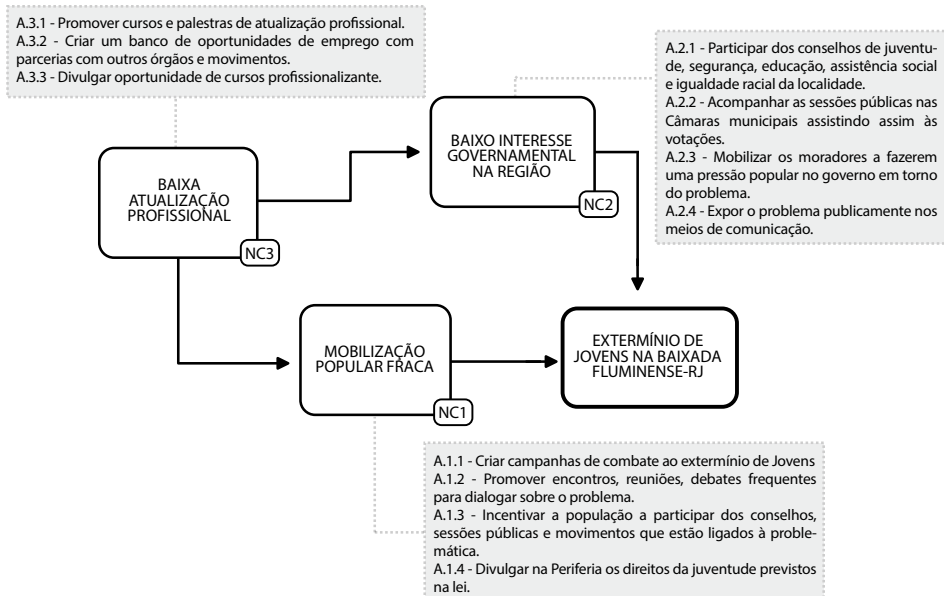 A.3.1 - Promover cursos e palestras de atualização profissional.
A.3.2 - Criar um banco de oportunidades de emprego com
parcerias com outros órgãos e movimentos.
A.3.3 - Divulgar oportunidade de cursos profissionalizante.
A.2.1 - Participar dos conselhos de juventu-
de, segurança, educação, assistência social
e igualdade racial da localidade.
A.2.2 - Acompanhar as sessões públicas nas
Câmaras municipais assistindo assim às
votações.
A.2.3 - Mobilizar os moradores a fazerem
uma pressão popular no governo em torno
do problema.
A.2.4 - Expor o problema publicamente nos
meios de comunicação.
BAIXO INTERESSE
GOVERNAMENTAL
NA REGIÃO
NC2
BAIXA
ATUALIZAÇÃO
PROFISSIONAL
NC3
MOBILIZAÇÃO
POPULAR FRACA
NC1
EXTERMÍNIO DE
JOVENS NA BAIXADA
FLUMINENSE-RJ
A.1.1 - Criar campanhas de combate ao extermínio de Jovens
A.1.2 - Promover encontros, reuniões, debates frequentes
para dialogar sobre o problema.
A.1.3 - Incentivar a população a participar dos conselhos,
sessões públicas e movimentos que estão ligados à proble-
mática.
A.1.4 - Divulgar na Periferia os direitos da juventude previstos
na lei.